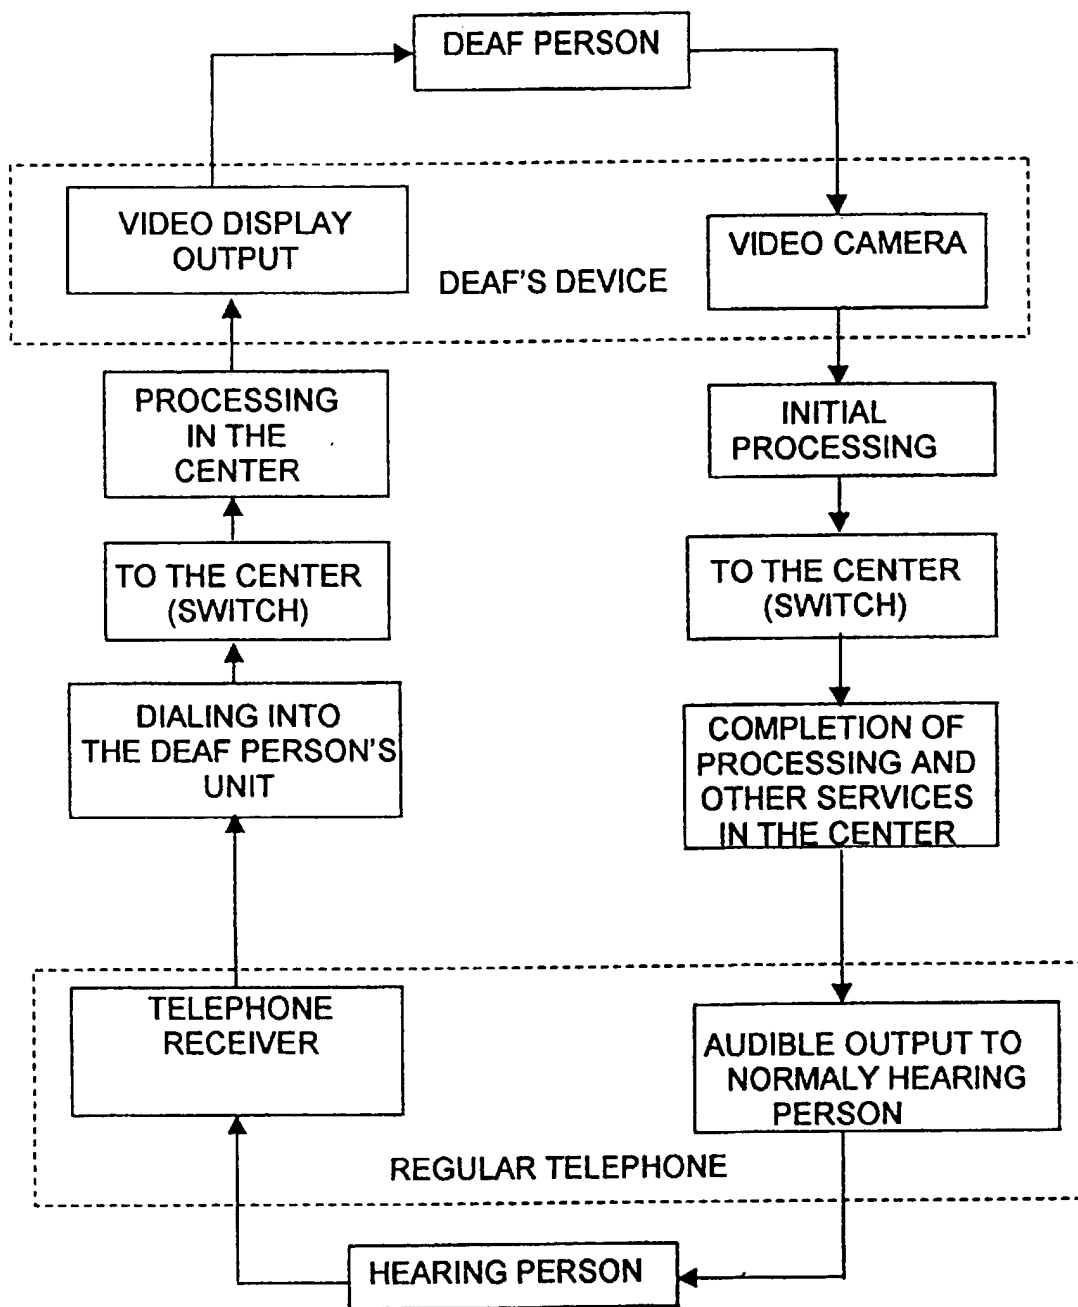 DEAF PERSON
VIDEO DISPLAY
OUTPUT
VIDEO CAMERA
DEAF'S DEVICE
PROCESSING
IN THE
CENTER
INITIAL
PROCESSING
TO THE CENTER
(SWITCH)
TO THE CENTER
(SWITCH)
DIALING INTO
THE DEAF PERSON'S
UNIT
COMPLETION OF
PROCESSING AND
OTHER SERVICES
IN THE CENTER
TELEPHONE
RECEIVER
AUDIBLE OUTPUT TO
NORMALY HEARING
PERSON
REGULAR TELEPHONE
HEARING PERSON